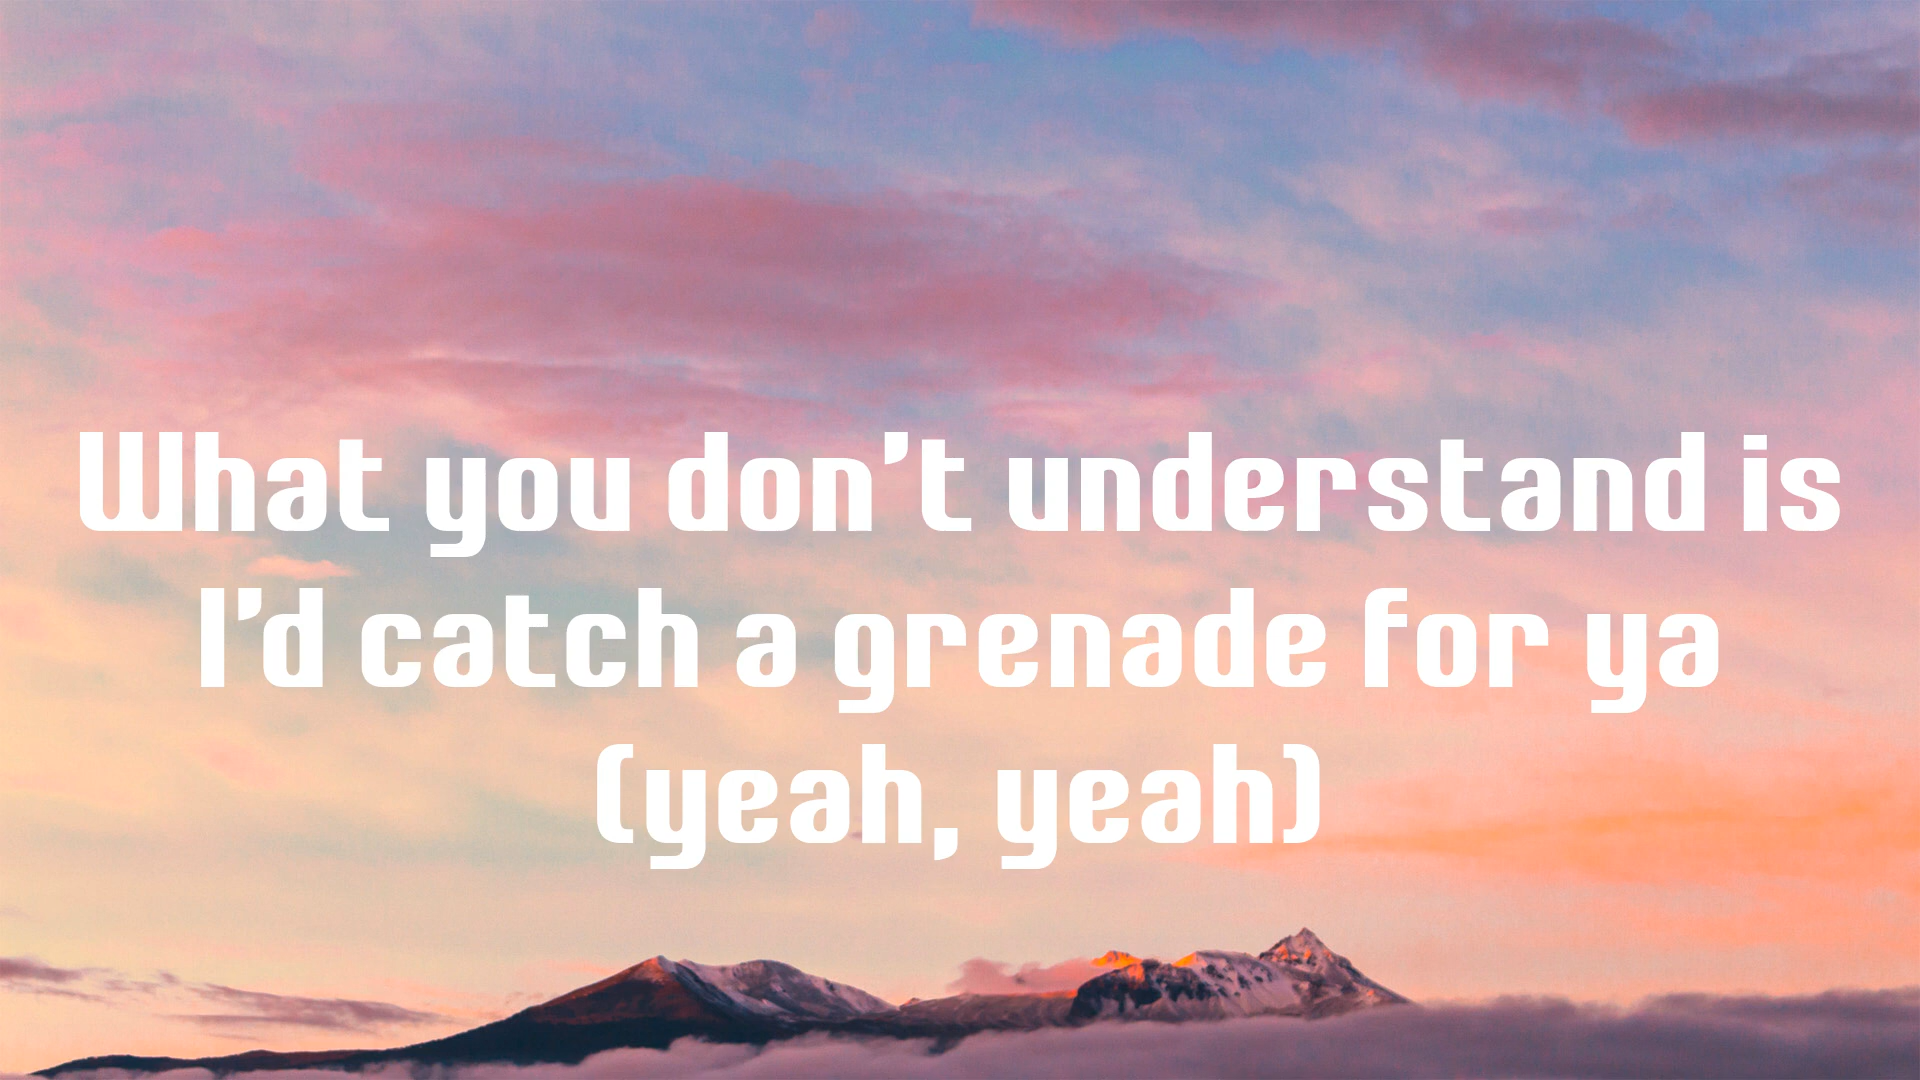 What you don't understand is
I'd catch a grenade for ya
(yeah, yeah)